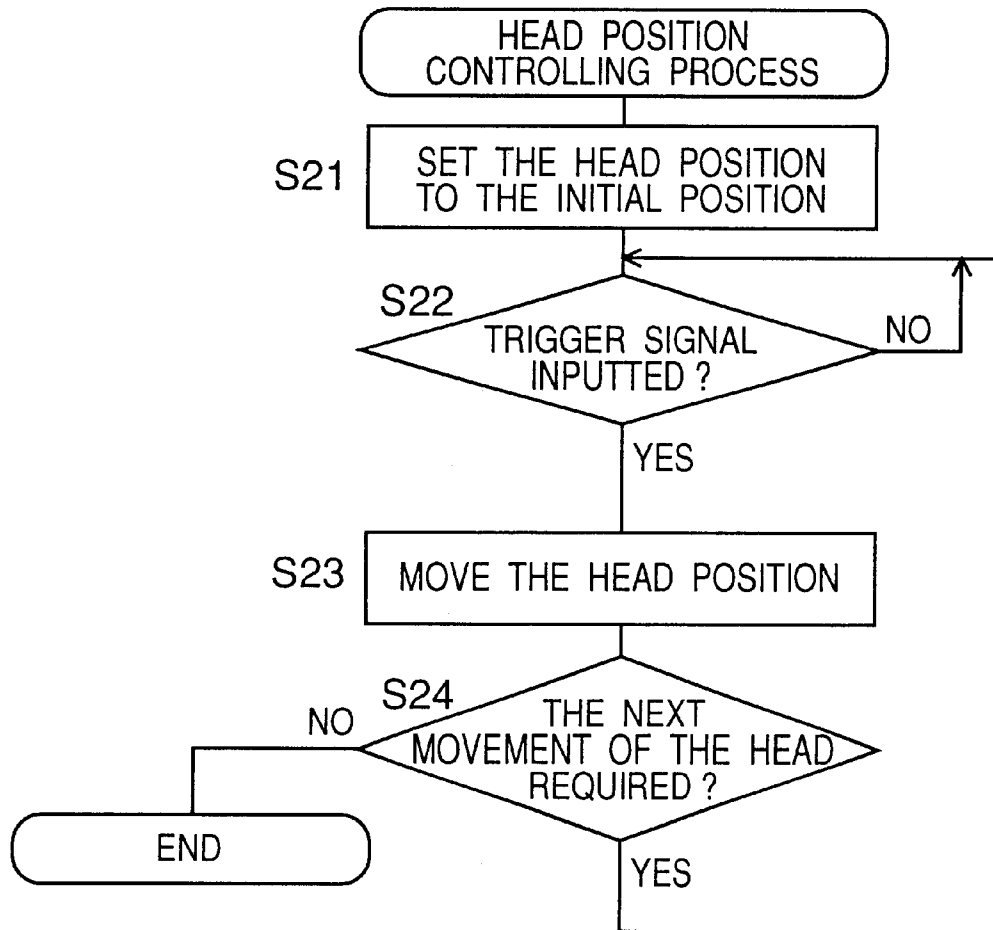 HEAD POSITION
CONTROLLING PROCESS
S21
SET THE HEAD POSITION
TO THE INITIAL POSITION
S22
TRIGGER SIGNAL
INPUTTED ?
NO
YES
S23
MOVE THE HEAD POSITION
S24
THE NEXT
MOVEMENT OF THE HEAD
REQUIRED ?
NO
END
YES